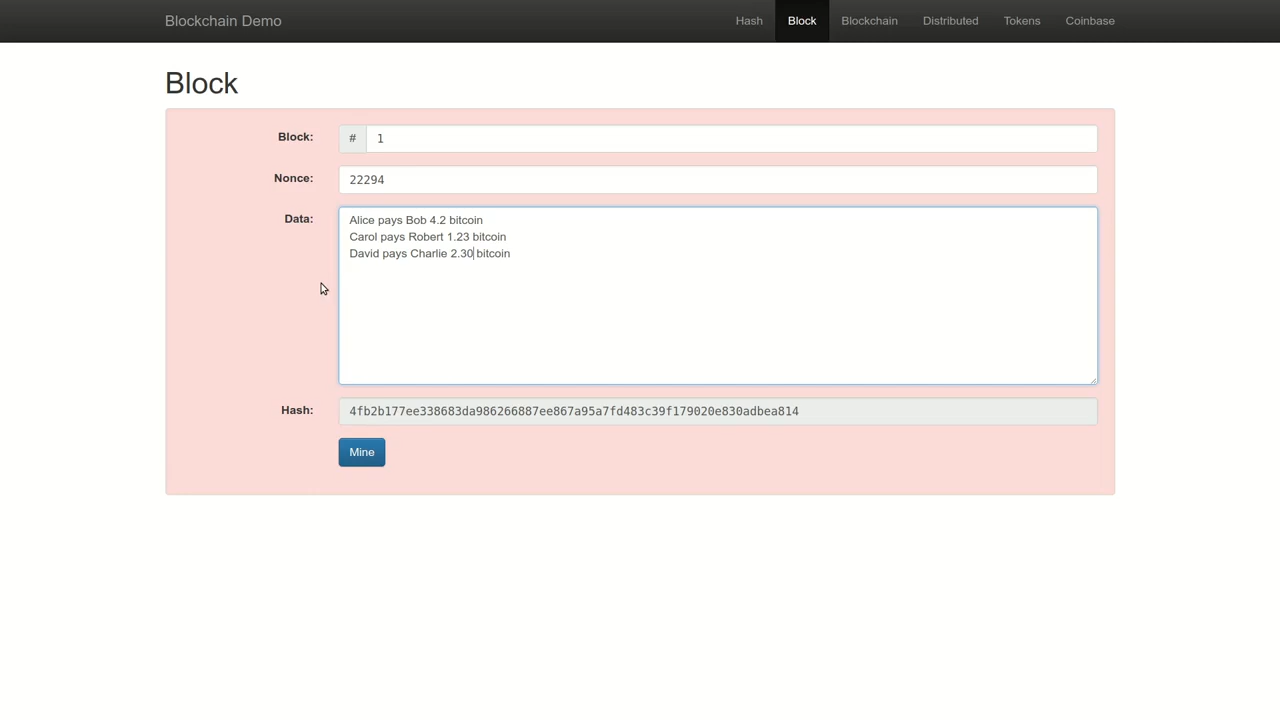 Blockchain Demo Hash Block Blockchain Distributed Tokens Coinbase
Block
Block: # 1
Nonce: 22294
Data: Alice pays Bob 4.2 bitcoin
Carol pays Robert 1.23 bitcoin
David pays Charlie 2.30 bitcoin
Hash: 4fb2b177ee338683da986266887ee867a95a7fd483c39f179020e830adbea814
Mine